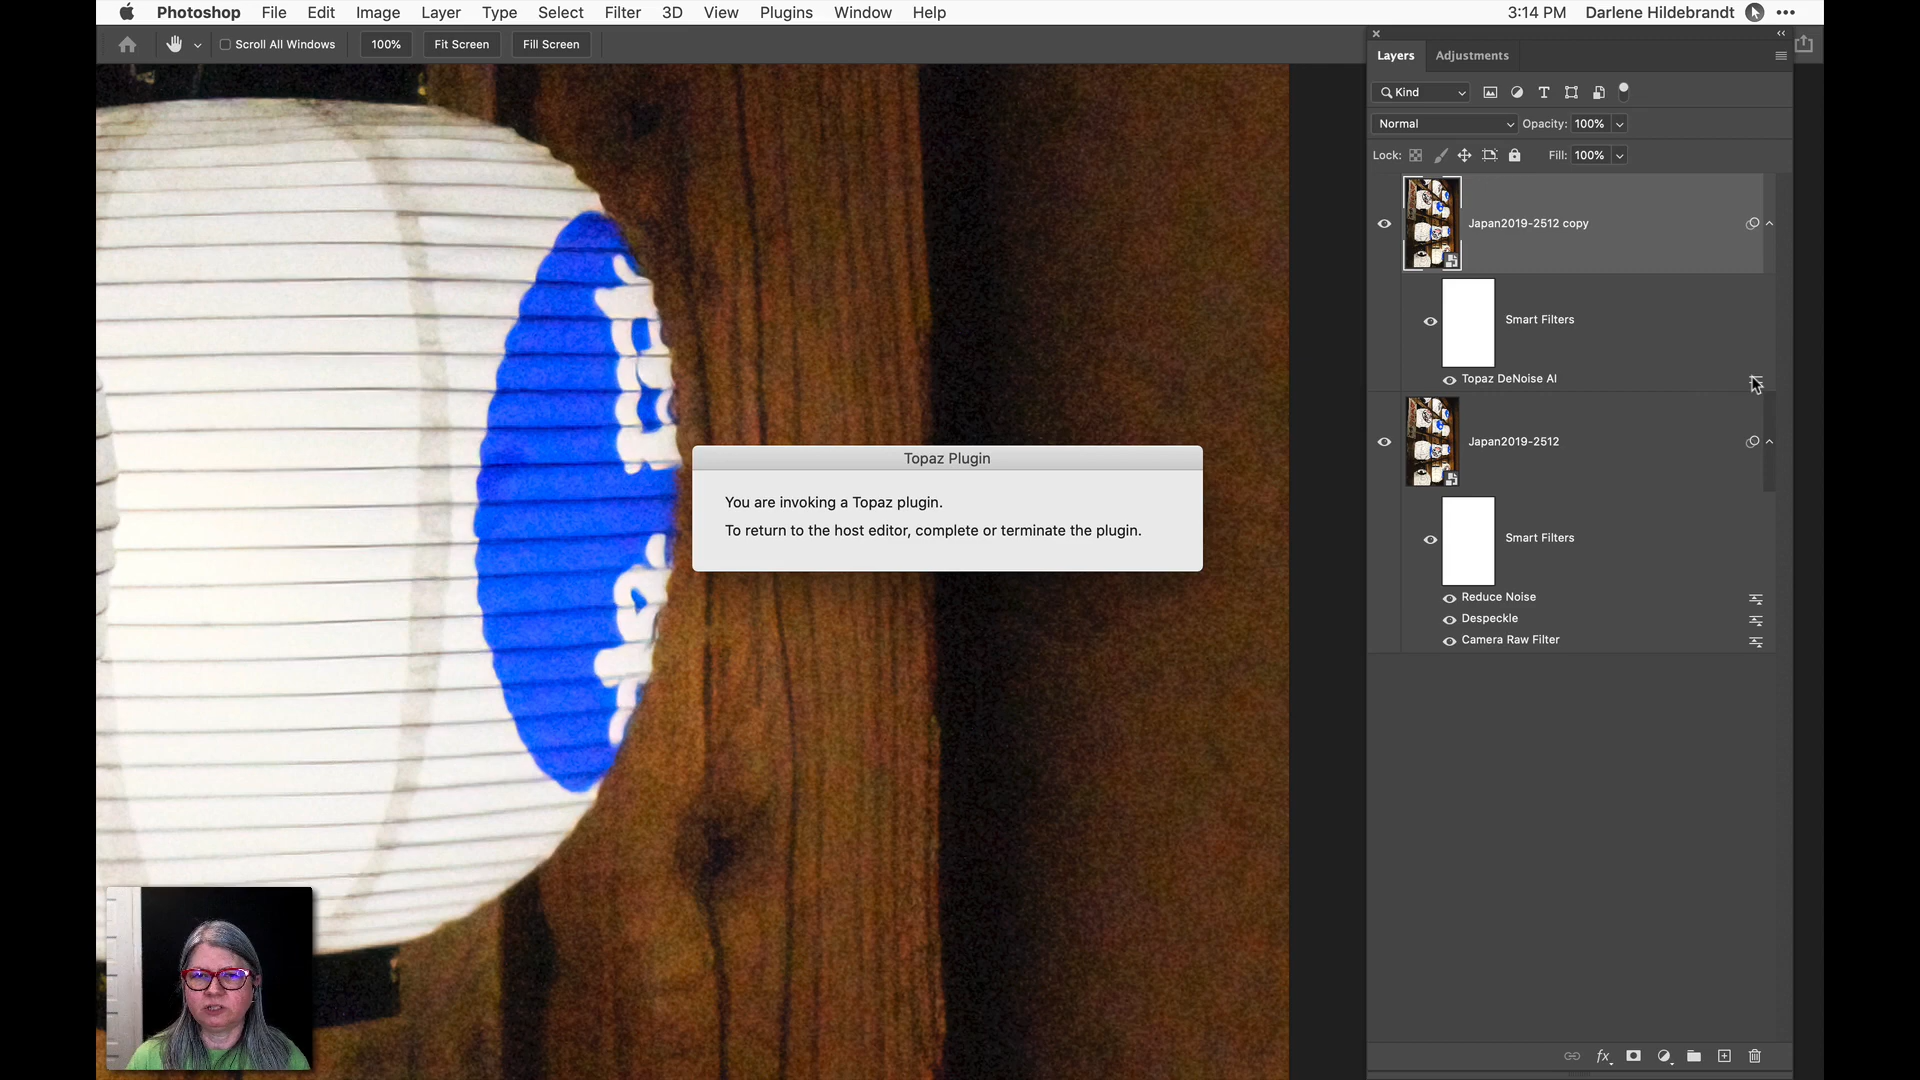 Photoshop File Edit Image Layer Type Select Filter 3D View Plugins Window Help 3:14 PM Darlene Hildebrandt
Scroll All Windows 100% Fit Screen Fill Screen
Layers Adjustments
Kind
Normal Opacity: 100%
Lock: Fill: 100%
Japan2019-2512 copy
Smart Filters
Topaz DeNoise AI
Japan2019-2512
Smart Filters
Reduce Noise
Despeckle
Camera Raw Filter
Topaz Plugin
You are invoking a Topaz plugin.
To return to the host editor, complete or terminate the plugin.